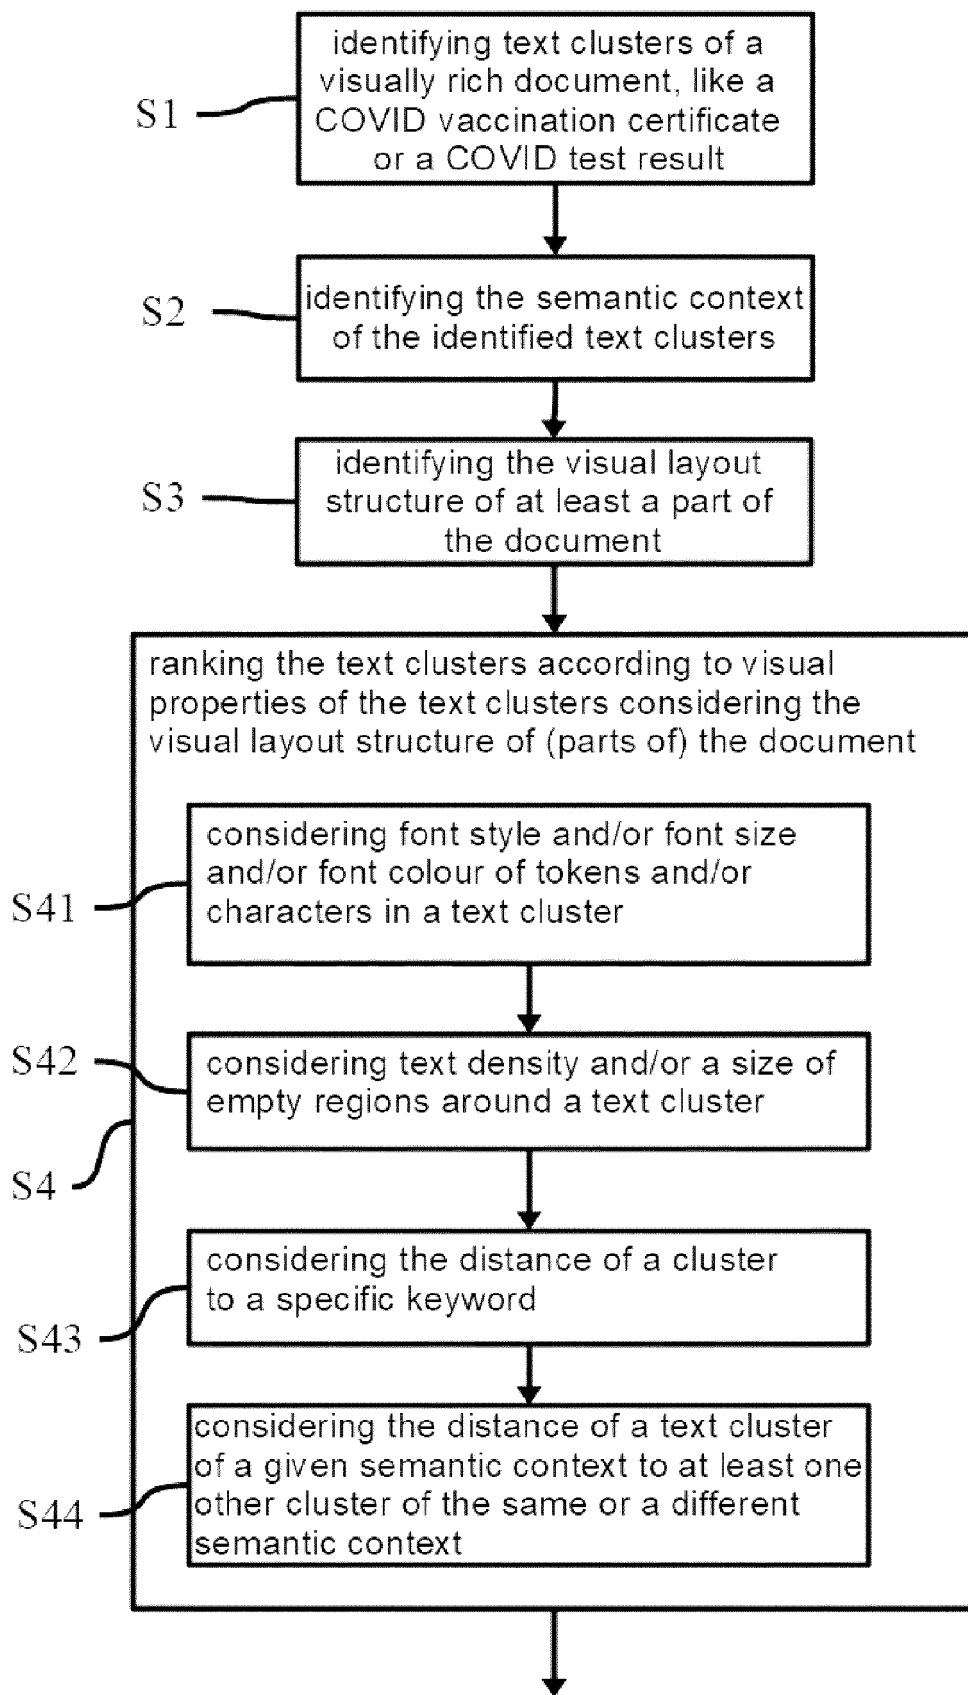 identifying text clusters of a
visually rich document, like a
COVID vaccination certificate
or a COVID test result
S1
identifying the semantic context
of the identified text clusters
S2
identifying the visual layout
structure of at least a part of
the document
S3
ranking the text clusters according to visual
properties of the text clusters considering the
visual layout structure of (parts of) the document
considering font style and/or font size
and/or font colour of tokens and/or
characters in a text cluster
S41
S42
considering text density and/or a size of
empty regions around a text cluster
S4
considering the distance of a cluster
to a specific keyword
S43
considering the distance of a text cluster
of a given semantic context to at least one
other cluster of the same or a different
semantic context
S44